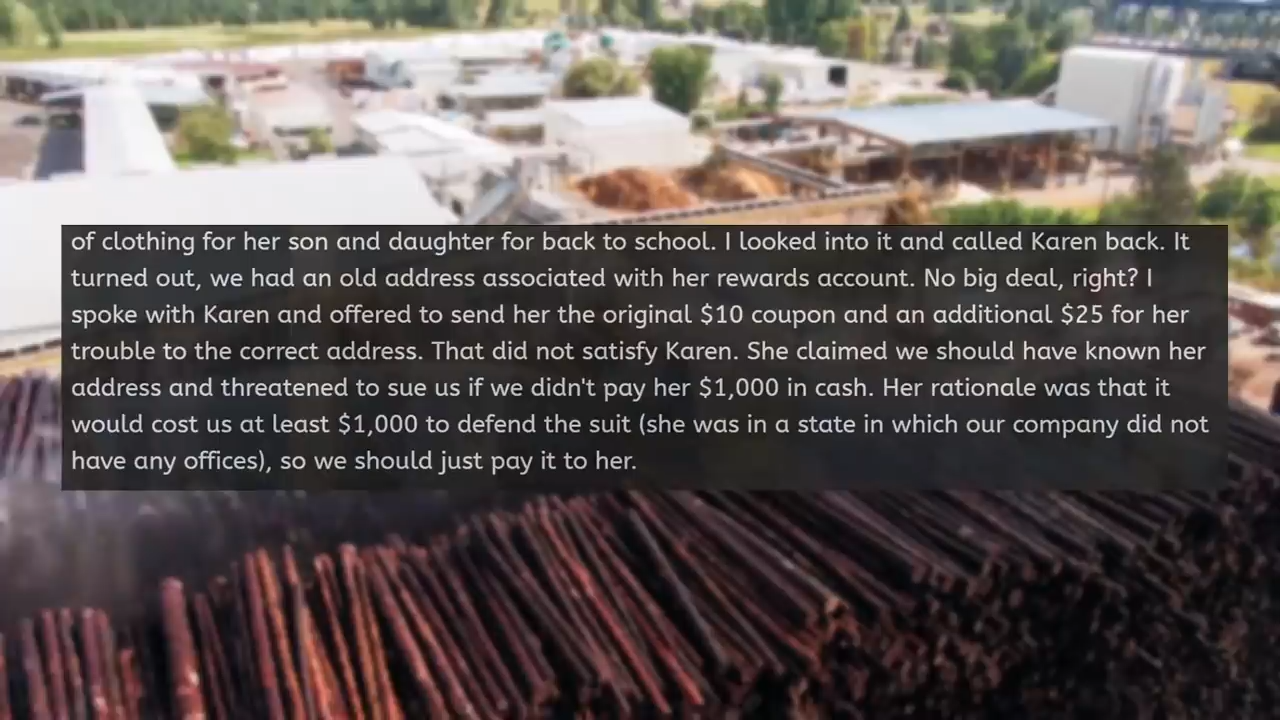 of clothing for her son and daughter for back to school. I looked into it and called Karen back. It
turned out, we had an old address associated with her rewards account. No big deal, right? I
spoke with Karen and offered to send her the original $10 coupon and an additional $25 for her
trouble to the correct address. That did not satisfy Karen. She claimed we should have known her
address and threatened to sue us if we didn't pay her $1,000 in cash. Her rationale was that it
would cost us at least $1,000 to defend the suit (she was in a state in which our company did not
have any offices), so we should just pay it to her.